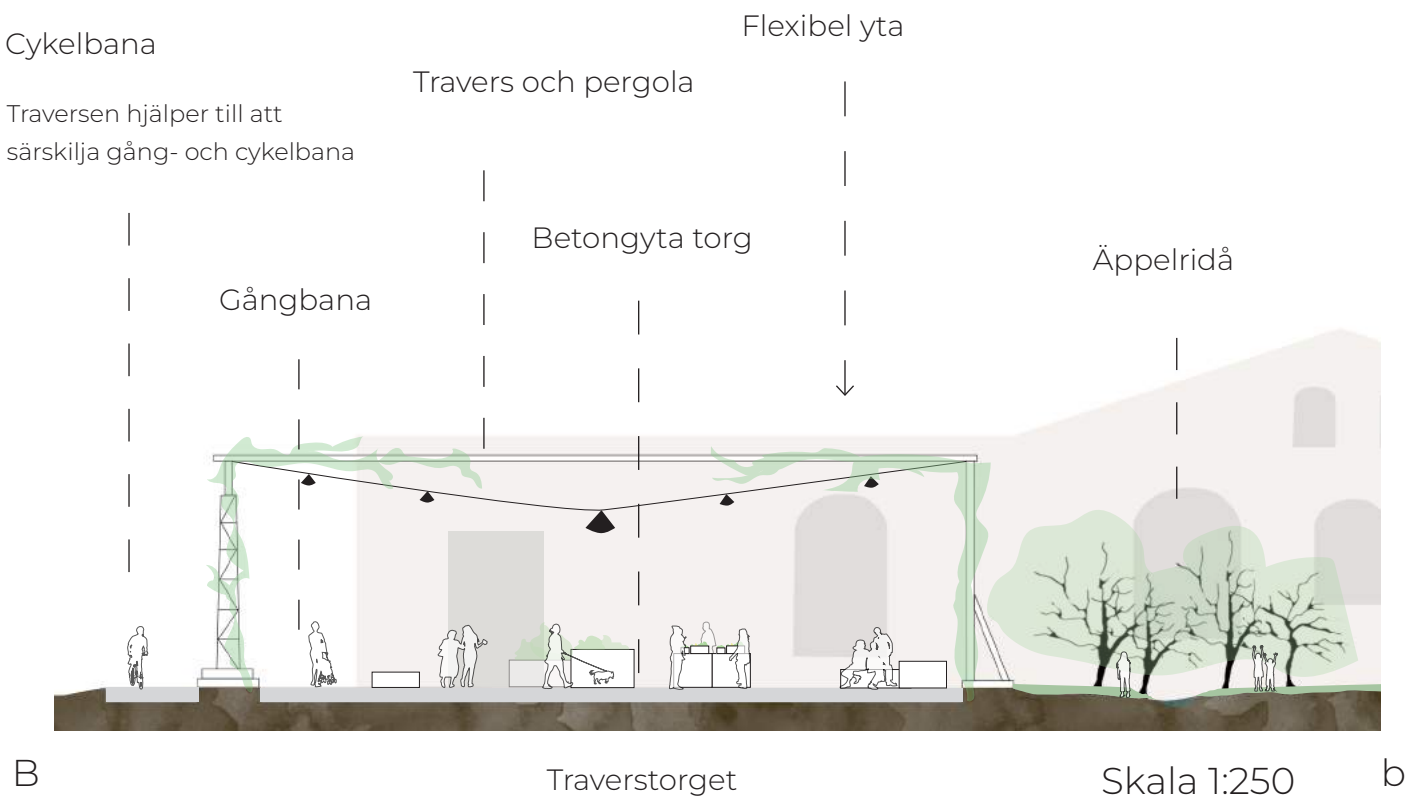 Cykelbana
Traversen hjälper till att
särskilja gång- och cykelbana
Gångbana
Travers och pergola
Betongyta torg
Flexibel yta
Äppelridå
B
Traverstorget
Skala 1:250
b